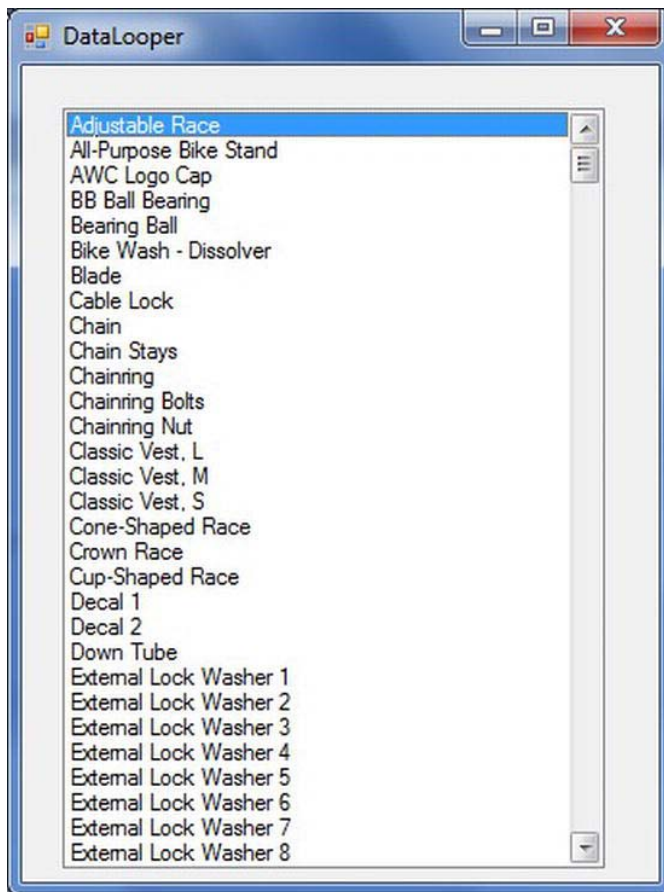 DataLooper
Adjustable Race
All-Purpose Bike Stand
AWC Logo Cap
BB Ball Bearing
Bearing Ball
Bike Wash - Dissolver
Blade
Cable Lock
Chain
Chain Stays
Chainring
Chainring Bolts
Chainring Nut
Classic Vest, L
Classic Vest, M
Classic Vest, S
Cone-Shaped Race
Crown Race
Cup-Shaped Race
Decal 1
Decal 2
Down Tube
External Lock Washer 1
External Lock Washer 2
External Lock Washer 3
External Lock Washer 4
External Lock Washer 5
External Lock Washer 6
External Lock Washer 7
External Lock Washer 8